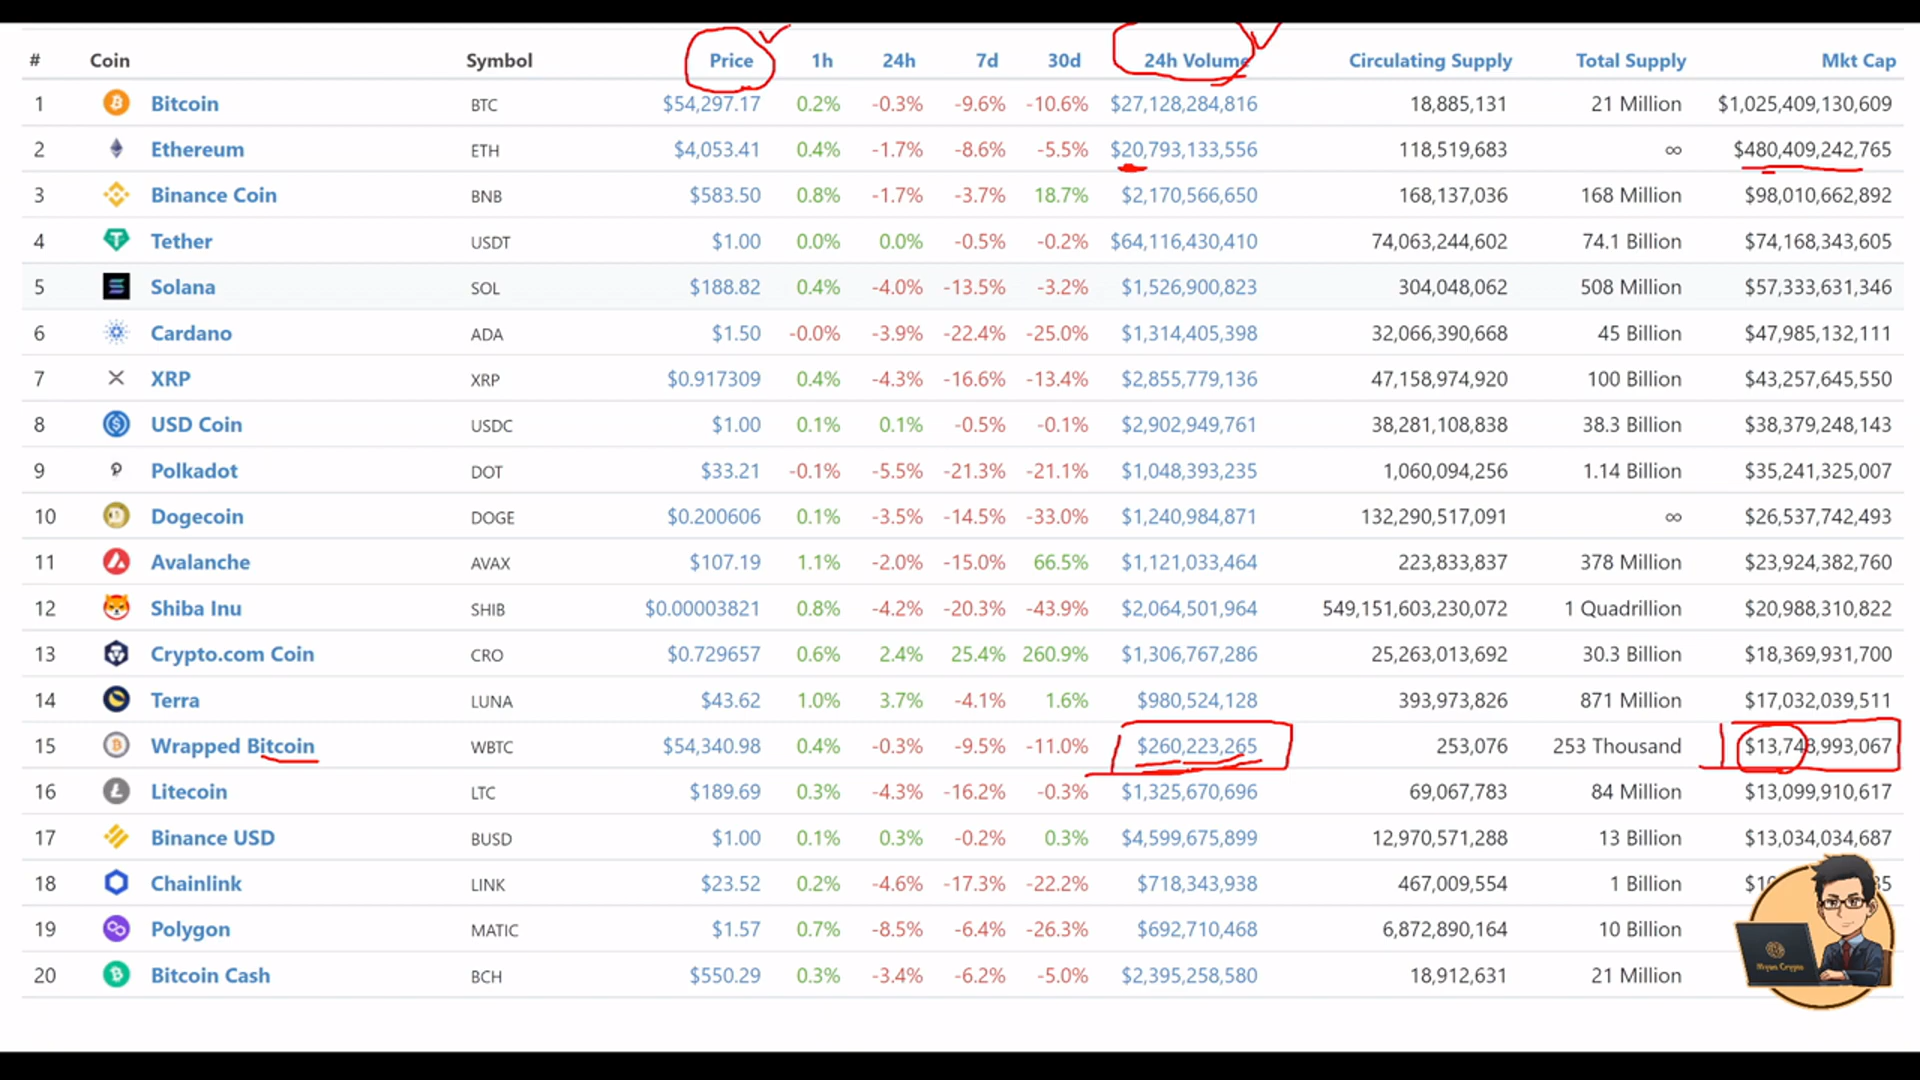 # Coin Symbol Price 1h 24h 7d 30d 24h Volume Circulating Supply Total Supply Mkt Cap
1 Bitcoin BTC $54,297.17 0.2% -0.3% -9.6% -10.6% $27,128,284,816 18,885,131 21 Million $1,025,409,130,609
2 Ethereum ETH $4,053.41 0.4% -1.7% -8.6% -5.5% $20,793,133,556 118,519,683 ∞ $480,409,242,765
3 Binance Coin BNB $583.50 0.8% -1.7% -3.7% 18.7% $2,170,566,650 168,137,036 168 Million $98,010,662,892
4 Tether USDT $1.00 0.0% 0.0% -0.5% -0.2% $64,116,430,410 74,063,244,602 74.1 Billion $74,168,343,605
5 Solana SOL $188.82 0.4% -4.0% -13.5% -3.2% $1,526,900,823 304,048,062 508 Million $57,333,631,346
6 Cardano ADA $1.50 -0.0% -3.9% -22.4% -25.0% $1,314,405,398 32,066,390,668 45 Billion $47,985,132,111
7 XRP XRP $0.917309 0.4% -4.3% -16.6% -13.4% $2,855,779,136 47,158,974,920 100 Billion $43,257,645,550
8 USD Coin USDC $1.00 0.1% 0.1% -0.5% -0.1% $2,902,949,761 38,281,108,838 38.3 Billion $38,379,248,143
9 Polkadot DOT $33.21 -0.1% -5.5% -21.3% -21.1% $1,048,393,235 1,060,094,256 1.14 Billion $35,241,325,007
10 Dogecoin DOGE $0.200606 0.1% -3.5% -14.5% -33.0% $1,240,984,871 132,290,517,091 ∞ $26,537,742,493
11 Avalanche AVAX $107.19 1.1% -2.0% -15.0% 66.5% $1,121,033,464 223,833,837 378 Million $23,924,382,760
12 Shiba Inu SHIB $0.00003821 0.8% -4.2% -20.3% -43.9% $2,064,501,964 549,151,603,230,072 1 Quadrillion $20,988,310,822
13 Crypto.com Coin CRO $0.729657 0.6% 2.4% 25.4% 260.9% $1,306,767,286 25,263,013,692 30.3 Billion $18,369,931,700
14 Terra LUNA $43.62 1.0% 3.7% -4.1% 1.6% $980,524,128 393,973,826 871 Million $17,032,039,511
15 Wrapped Bitcoin WBTC $54,340.98 0.4% -0.3% -9.5% -11.0% $260,223,265 253,076 253 Thousand $13,748,993,067
16 Litecoin LTC $189.69 0.3% -4.3% -16.2% -0.3% $1,325,670,696 69,067,783 84 Million $13,099,910,617
17 Binance USD BUSD $1.00 0.1% 0.3% -0.2% 0.3% $4,599,675,899 12,970,571,288 13 Billion $13,034,034,687
18 Chainlink LINK $23.52 0.2% -4.6% -17.3% -22.2% $718,343,938 467,009,554 1 Billion
19 Polygon MATIC $1.57 0.7% -8.5% -6.4% -26.3% $692,710,468 6,872,890,164 10 Billion
20 Bitcoin Cash BCH $550.29 0.3% -3.4% -6.2% -5.0% $2,395,258,580 18,912,631 21 Million